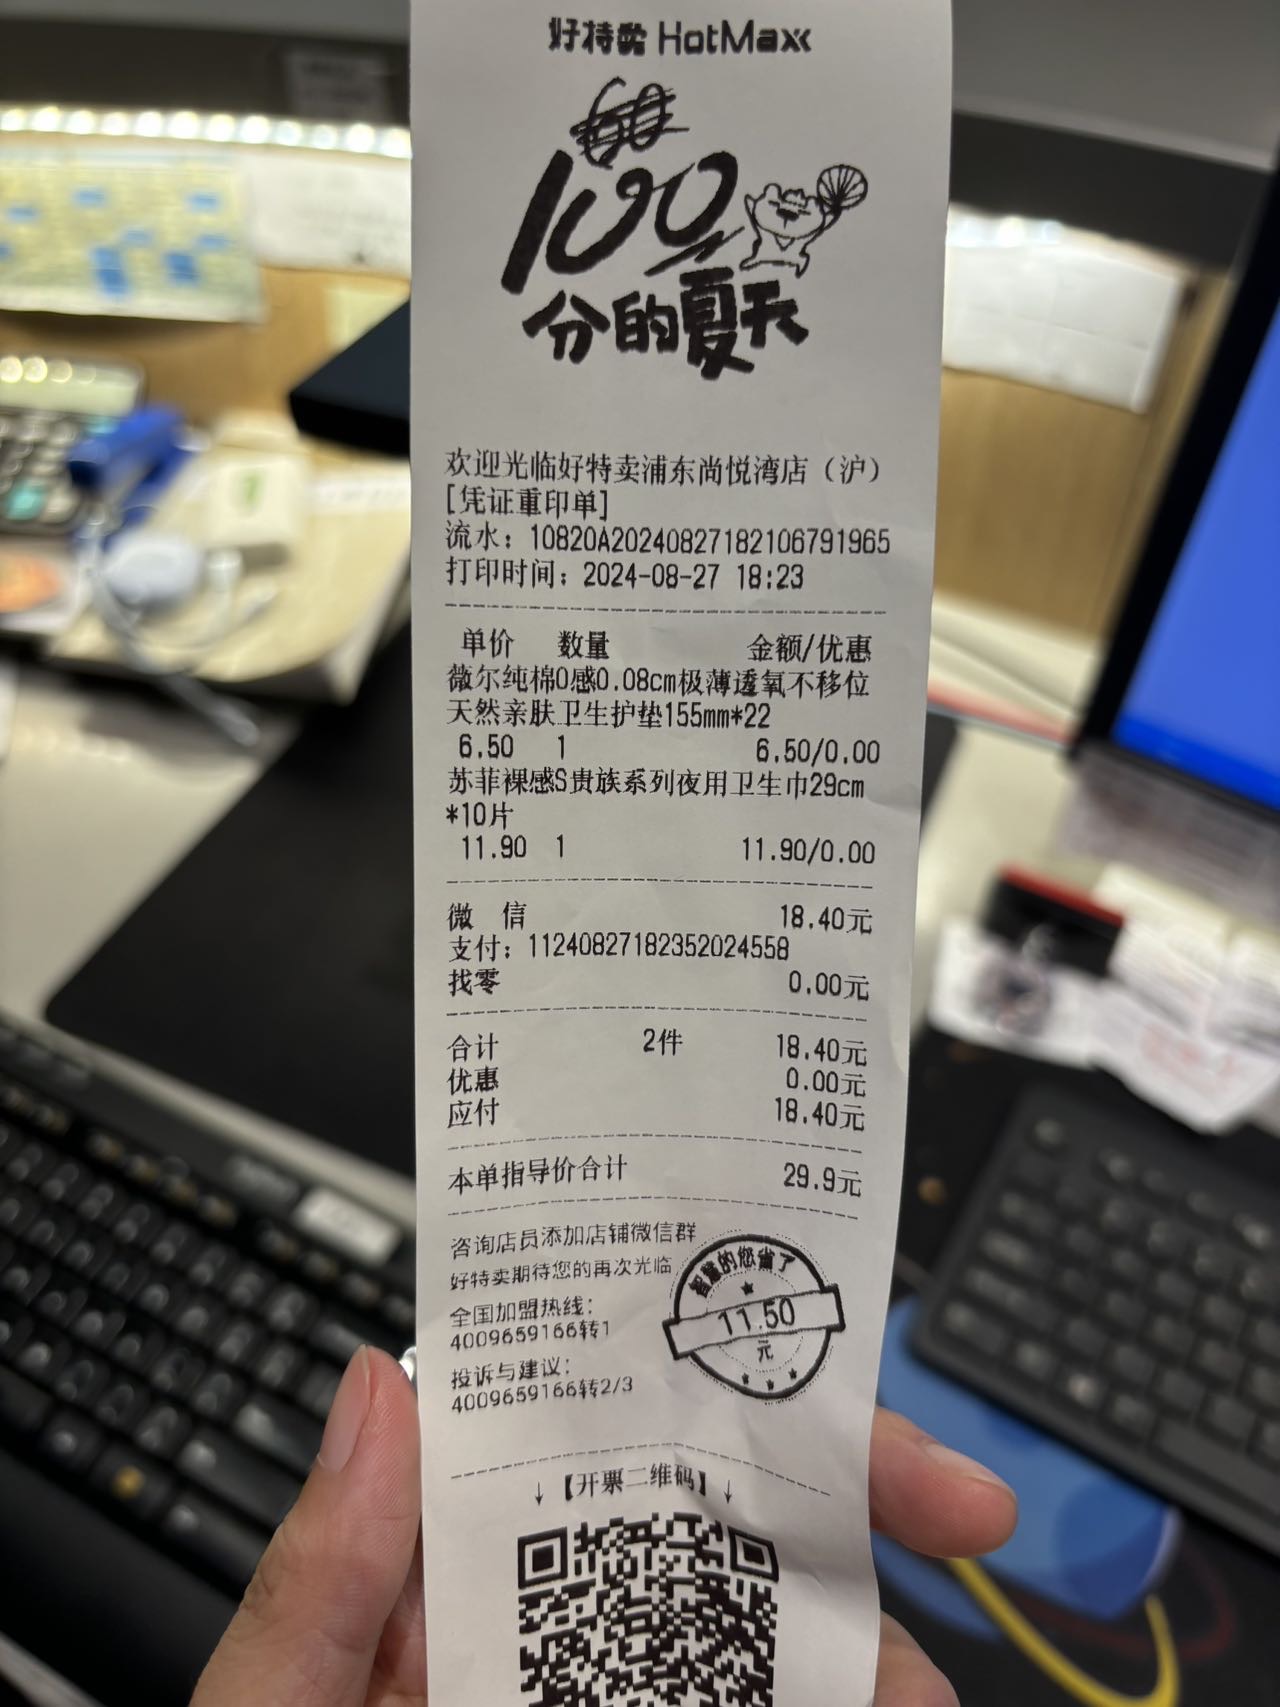 好特卖 HotMaxx
100
分的夏天
欢迎光临好特卖浦东尚悦湾店（沪）
[凭证重印单]
流水：10820A20240827182106791965
打印时间：2024-08-27 18:23
单价 数量 金额/优惠
薇尔纯棉0感0.08cm极薄透氧不移位
天然亲肤卫生护垫155mm*22
6.50 1 6.50/0.00
苏菲裸感S贵族系列夜用卫生巾29cm
*10片
11.90 1 11.90/0.00
微 信 18.40元
支付：11240827182352024558
找零 0.00元
合计 2件 18.40元
优惠 0.00元
应付 18.40元
本单指导价合计 29.9元
咨询店员添加店铺微信群
好特卖期待您的再次光临
全国加盟热线：
4009659166转1
投诉与建议：
4009659166转2/3
智慧的您省了
11.50
元
↓【开票二维码】↓